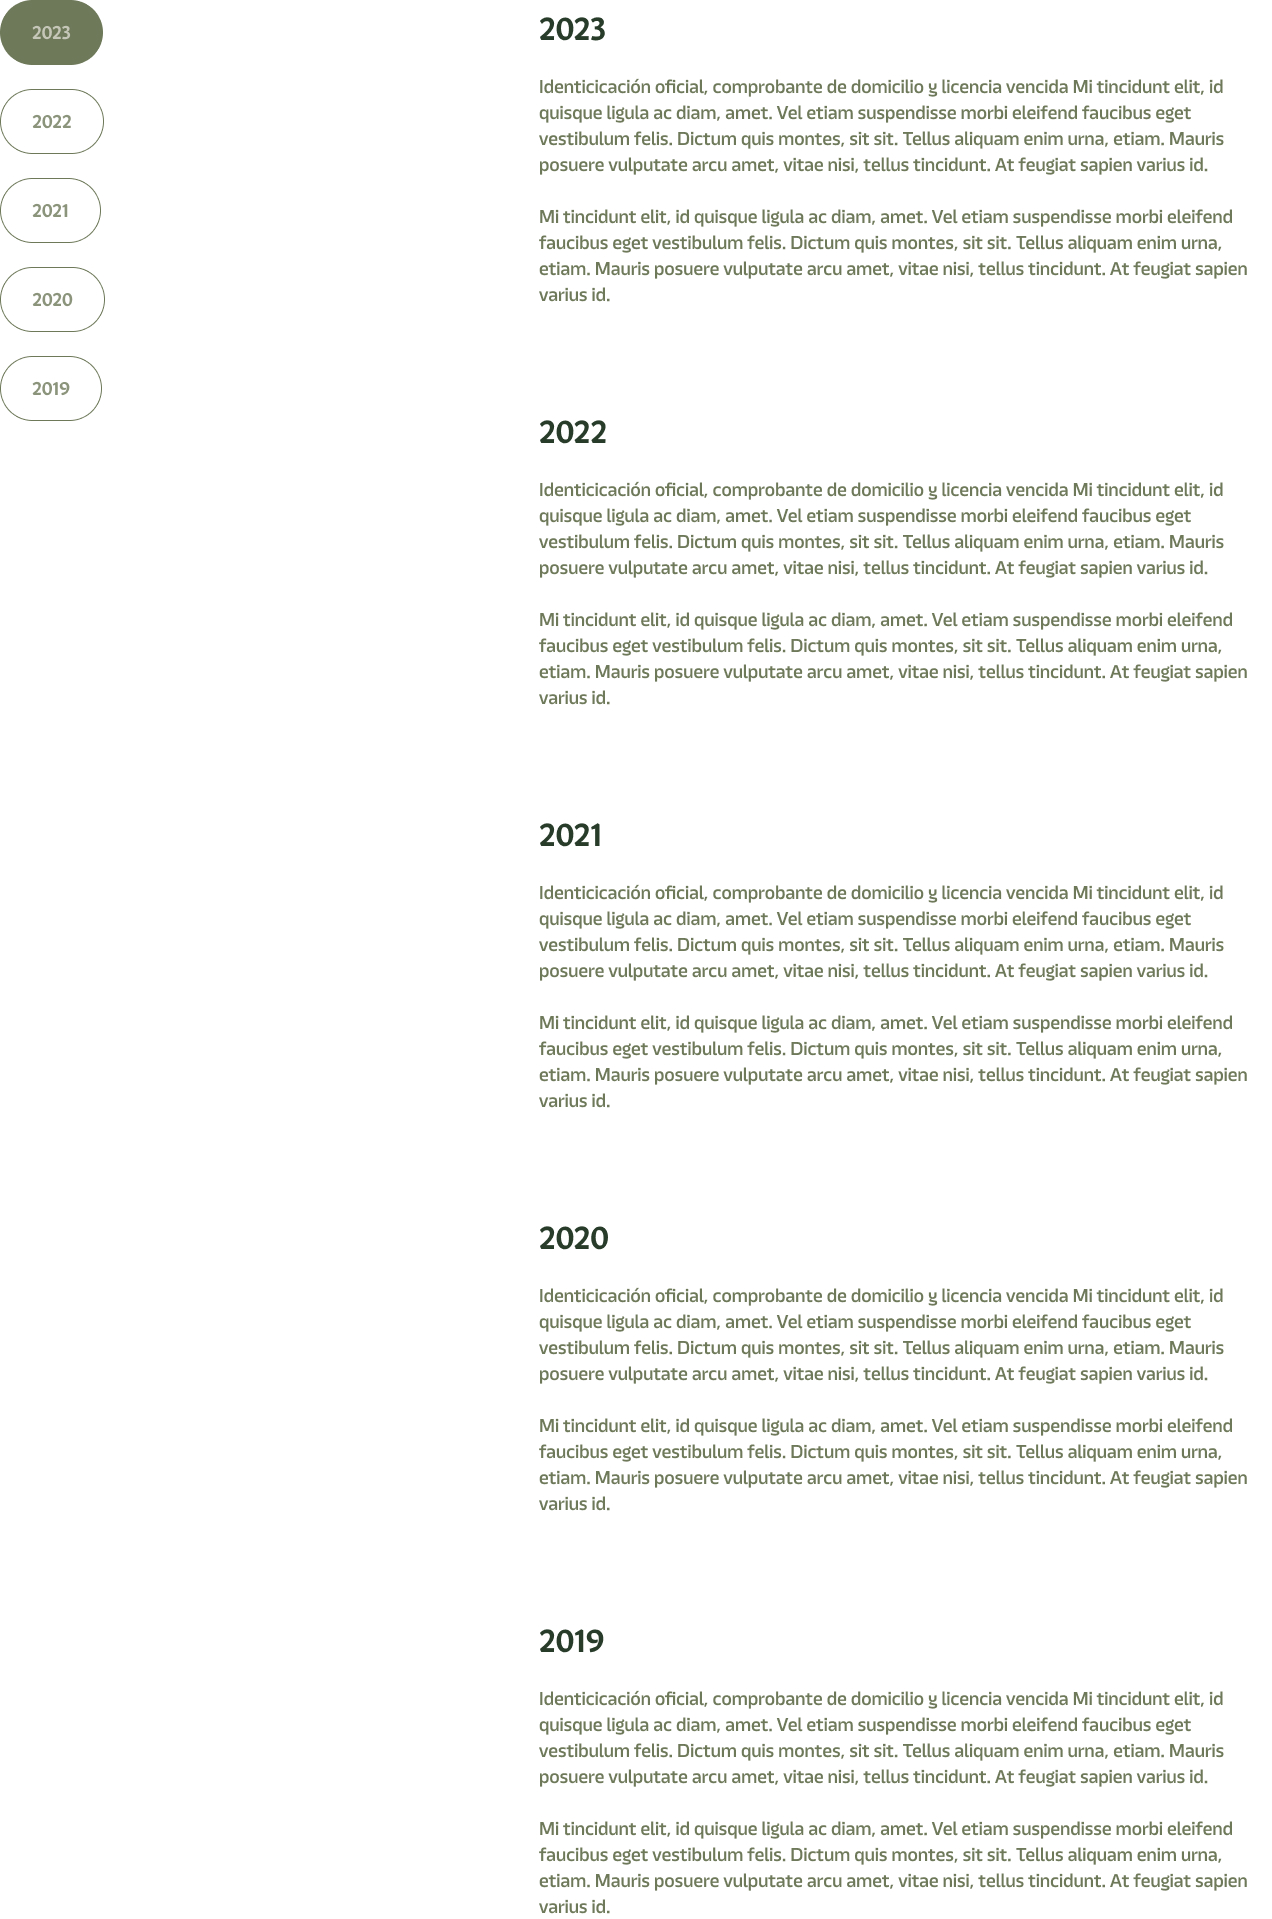 2023
2022
2021
2020
2019
2023
Identicicación oficial, comprobante de domicilio y licencia vencida Mi tincidunt elit, id
quisque ligula ac diam, amet. Vel etiam suspendisse morbi eleifend faucibus eget
vestibulum felis. Dictum quis montes, sit sit. Tellus aliquam enim urna, etiam. Mauris
posuere vulputate arcu amet, vitae nisi, tellus tincidunt. At feugiat sapien varius id.
Mi tincidunt elit, id quisque ligula ac diam, amet. Vel etiam suspendisse morbi eleifend
faucibus eget vestibulum felis. Dictum quis montes, sit sit. Tellus aliquam enim urna,
etiam. Mauris posuere vulputate arcu amet, vitae nisi, tellus tincidunt. At feugiat sapien
varius id.
2022
Identicicación oficial, comprobante de domicilio y licencia vencida Mi tincidunt elit, id
quisque ligula ac diam, amet. Vel etiam suspendisse morbi eleifend faucibus eget
vestibulum felis. Dictum quis montes, sit sit. Tellus aliquam enim urna, etiam. Mauris
posuere vulputate arcu amet, vitae nisi, tellus tincidunt. At feugiat sapien varius id.
Mi tincidunt elit, id quisque ligula ac diam, amet. Vel etiam suspendisse morbi eleifend
faucibus eget vestibulum felis. Dictum quis montes, sit sit. Tellus aliquam enim urna,
etiam. Mauris posuere vulputate arcu amet, vitae nisi, tellus tincidunt. At feugiat sapien
varius id.
2021
Identicicación oficial, comprobante de domicilio y licencia vencida Mi tincidunt elit, id
quisque ligula ac diam, amet. Vel etiam suspendisse morbi eleifend faucibus eget
vestibulum felis. Dictum quis montes, sit sit. Tellus aliquam enim urna, etiam. Mauris
posuere vulputate arcu amet, vitae nisi, tellus tincidunt. At feugiat sapien varius id.
Mi tincidunt elit, id quisque ligula ac diam, amet. Vel etiam suspendisse morbi eleifend
faucibus eget vestibulum felis. Dictum quis montes, sit sit. Tellus aliquam enim urna,
etiam. Mauris posuere vulputate arcu amet, vitae nisi, tellus tincidunt. At feugiat sapien
varius id.
2020
Identicicación oficial, comprobante de domicilio y licencia vencida Mi tincidunt elit, id
quisque ligula ac diam, amet. Vel etiam suspendisse morbi eleifend faucibus eget
vestibulum felis. Dictum quis montes, sit sit. Tellus aliquam enim urna, etiam. Mauris
posuere vulputate arcu amet, vitae nisi, tellus tincidunt. At feugiat sapien varius id.
Mi tincidunt elit, id quisque ligula ac diam, amet. Vel etiam suspendisse morbi eleifend
faucibus eget vestibulum felis. Dictum quis montes, sit sit. Tellus aliquam enim urna,
etiam. Mauris posuere vulputate arcu amet, vitae nisi, tellus tincidunt. At feugiat sapien
varius id.
2019
Identicicación oficial, comprobante de domicilio y licencia vencida Mi tincidunt elit, id
quisque ligula ac diam, amet. Vel etiam suspendisse morbi eleifend faucibus eget
vestibulum felis. Dictum quis montes, sit sit. Tellus aliquam enim urna, etiam. Mauris
posuere vulputate arcu amet, vitae nisi, tellus tincidunt. At feugiat sapien varius id.
Mi tincidunt elit, id quisque ligula ac diam, amet. Vel etiam suspendisse morbi eleifend
faucibus eget vestibulum felis. Dictum quis montes, sit sit. Tellus aliquam enim urna,
etiam. Mauris posuere vulputate arcu amet, vitae nisi, tellus tincidunt. At feugiat sapien
varius id.